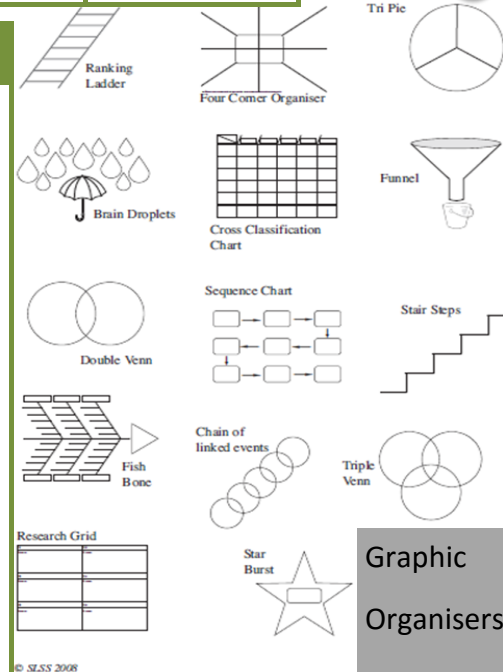 Tri Pie
Ranking
Ladder
Four Corner Organiser
Brain Droplets
Cross Classification
Chart
Funnel
Double Venn
Sequence Chart
Stair Steps
Fish
Bone
Chain of
linked events
Triple
Venn
Research Grid
Star
Burst
Graphic
Organisers
© SLSS 2008